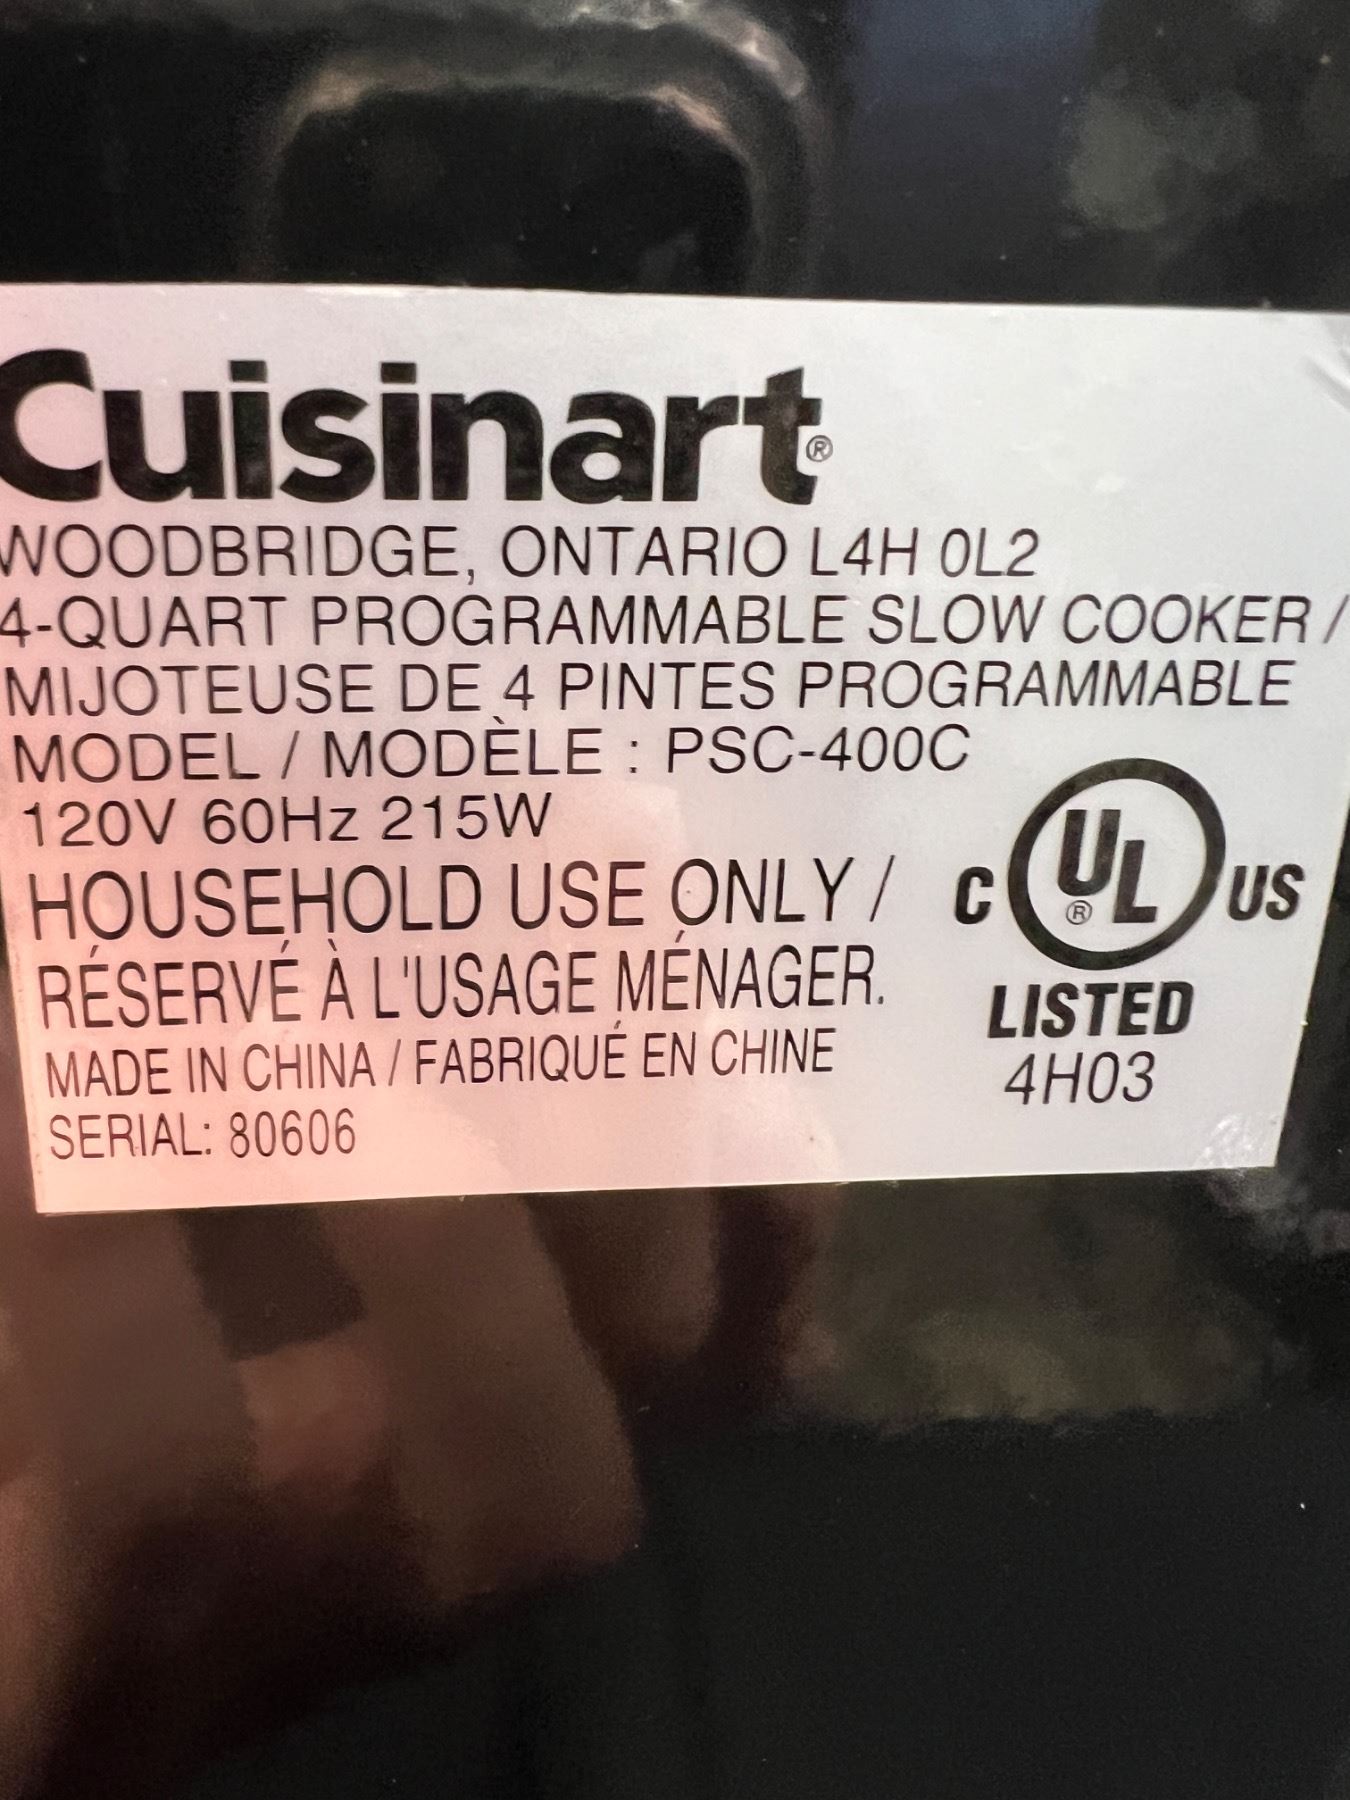 Cuisinart®
WOODBRIDGE, ONTARIO L4H 0L2
4-QUART PROGRAMMABLE SLOW COOKER /
MIJOTEUSE DE 4 PINTES PROGRAMMABLE
MODEL / MODÈLE : PSC-400C
120V 60Hz 215W
HOUSEHOLD USE ONLY /
RÉSERVÉ À L'USAGE MÉNAGER.
MADE IN CHINA / FABRIQUÉ EN CHINE
SERIAL: 80606
C UL® US
LISTED
4H03